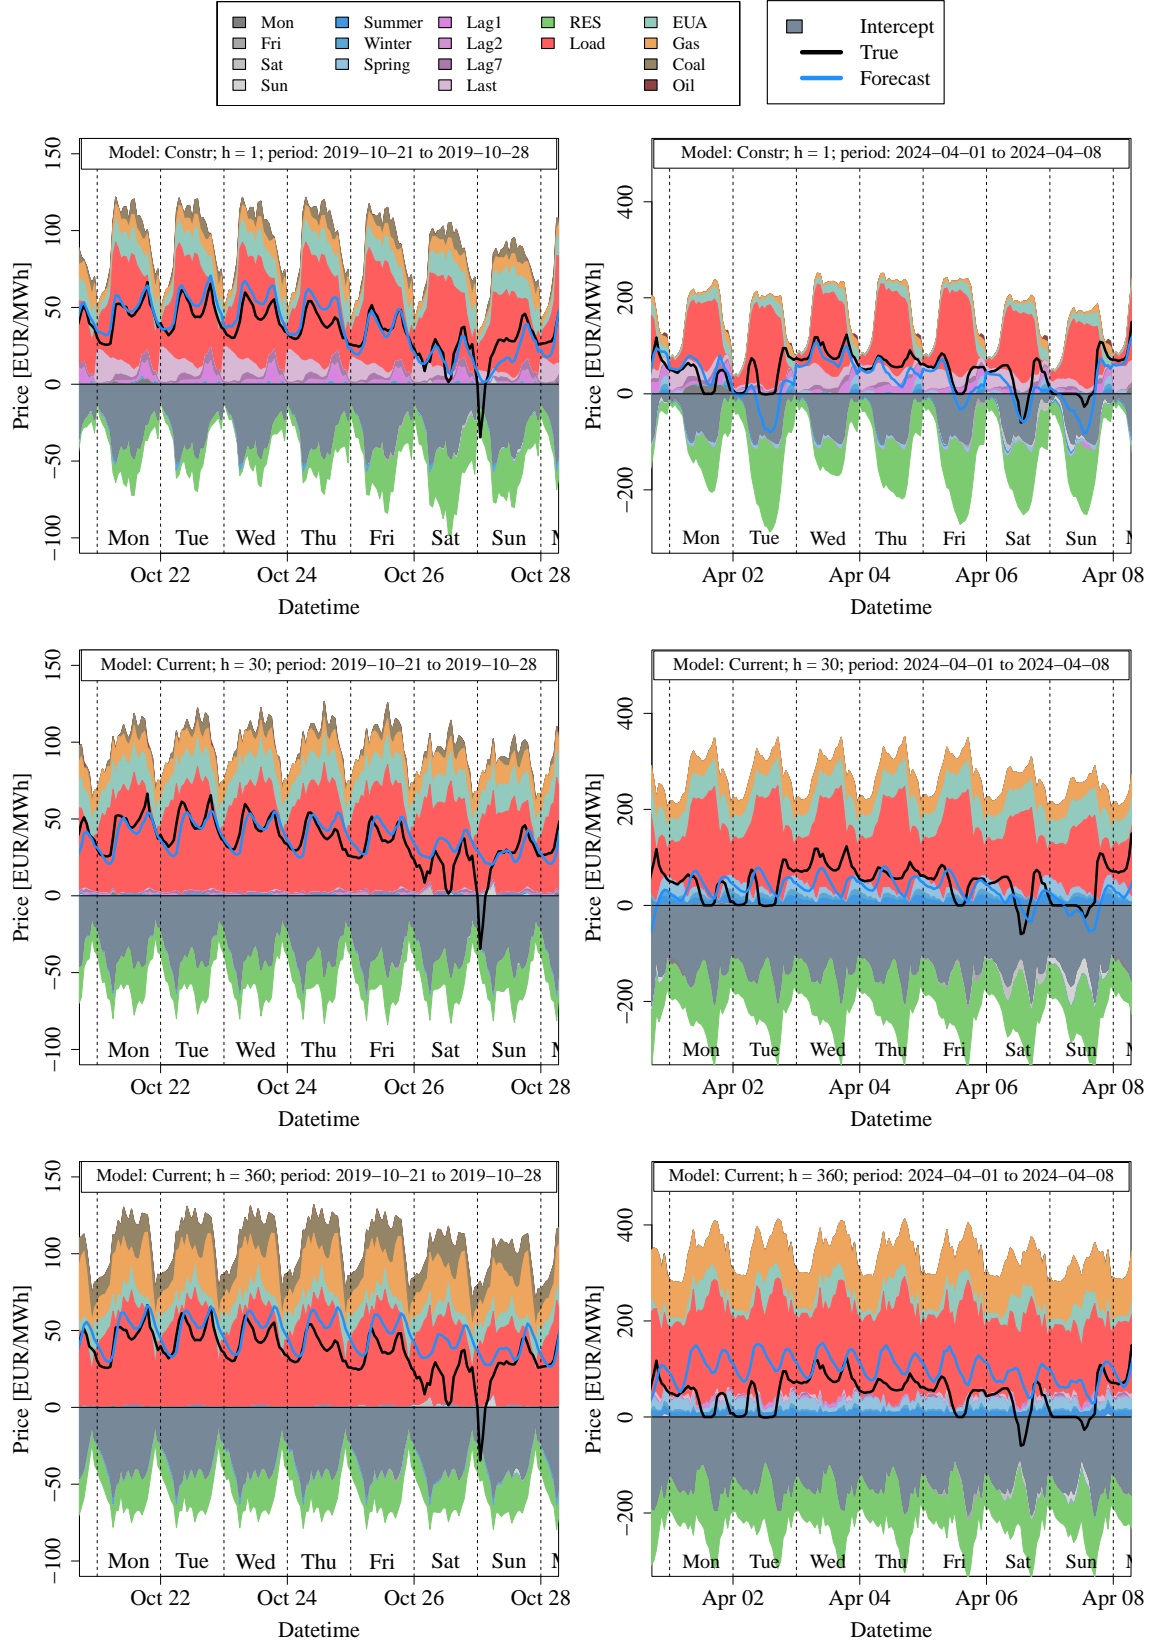 Mon Summer Lag1 RES EUA
Fri Winter Lag2 Load Gas
Sat Spring Lag7 Coal
Sun Last Oil
Intercept
True
Forecast
Model: Constr; h = 1; period: 2019−10−21 to 2019−10−28
Price [EUR/MWh]
150
100
50
0
−50
−100
Mon Tue Wed Thu Fri Sat Sun M
Oct 22 Oct 24 Oct 26 Oct 28
Datetime
Model: Constr; h = 1; period: 2024−04−01 to 2024−04−08
Price [EUR/MWh]
400
200
0
−200
Mon Tue Wed Thu Fri Sat Sun M
Apr 02 Apr 04 Apr 06 Apr 08
Datetime
Model: Current; h = 30; period: 2019−10−21 to 2019−10−28
Price [EUR/MWh]
150
100
50
0
−50
−100
Mon Tue Wed Thu Fri Sat Sun M
Oct 22 Oct 24 Oct 26 Oct 28
Datetime
Model: Current; h = 30; period: 2024−04−01 to 2024−04−08
Price [EUR/MWh]
400
200
0
−200
Mon Tue Wed Thu Fri Sat Sun M
Apr 02 Apr 04 Apr 06 Apr 08
Datetime
Model: Current; h = 360; period: 2019−10−21 to 2019−10−28
Price [EUR/MWh]
150
100
50
0
−50
−100
Mon Tue Wed Thu Fri Sat Sun M
Oct 22 Oct 24 Oct 26 Oct 28
Datetime
Model: Current; h = 360; period: 2024−04−01 to 2024−04−08
Price [EUR/MWh]
400
200
0
−200
Mon Tue Wed Thu Fri Sat Sun M
Apr 02 Apr 04 Apr 06 Apr 08
Datetime